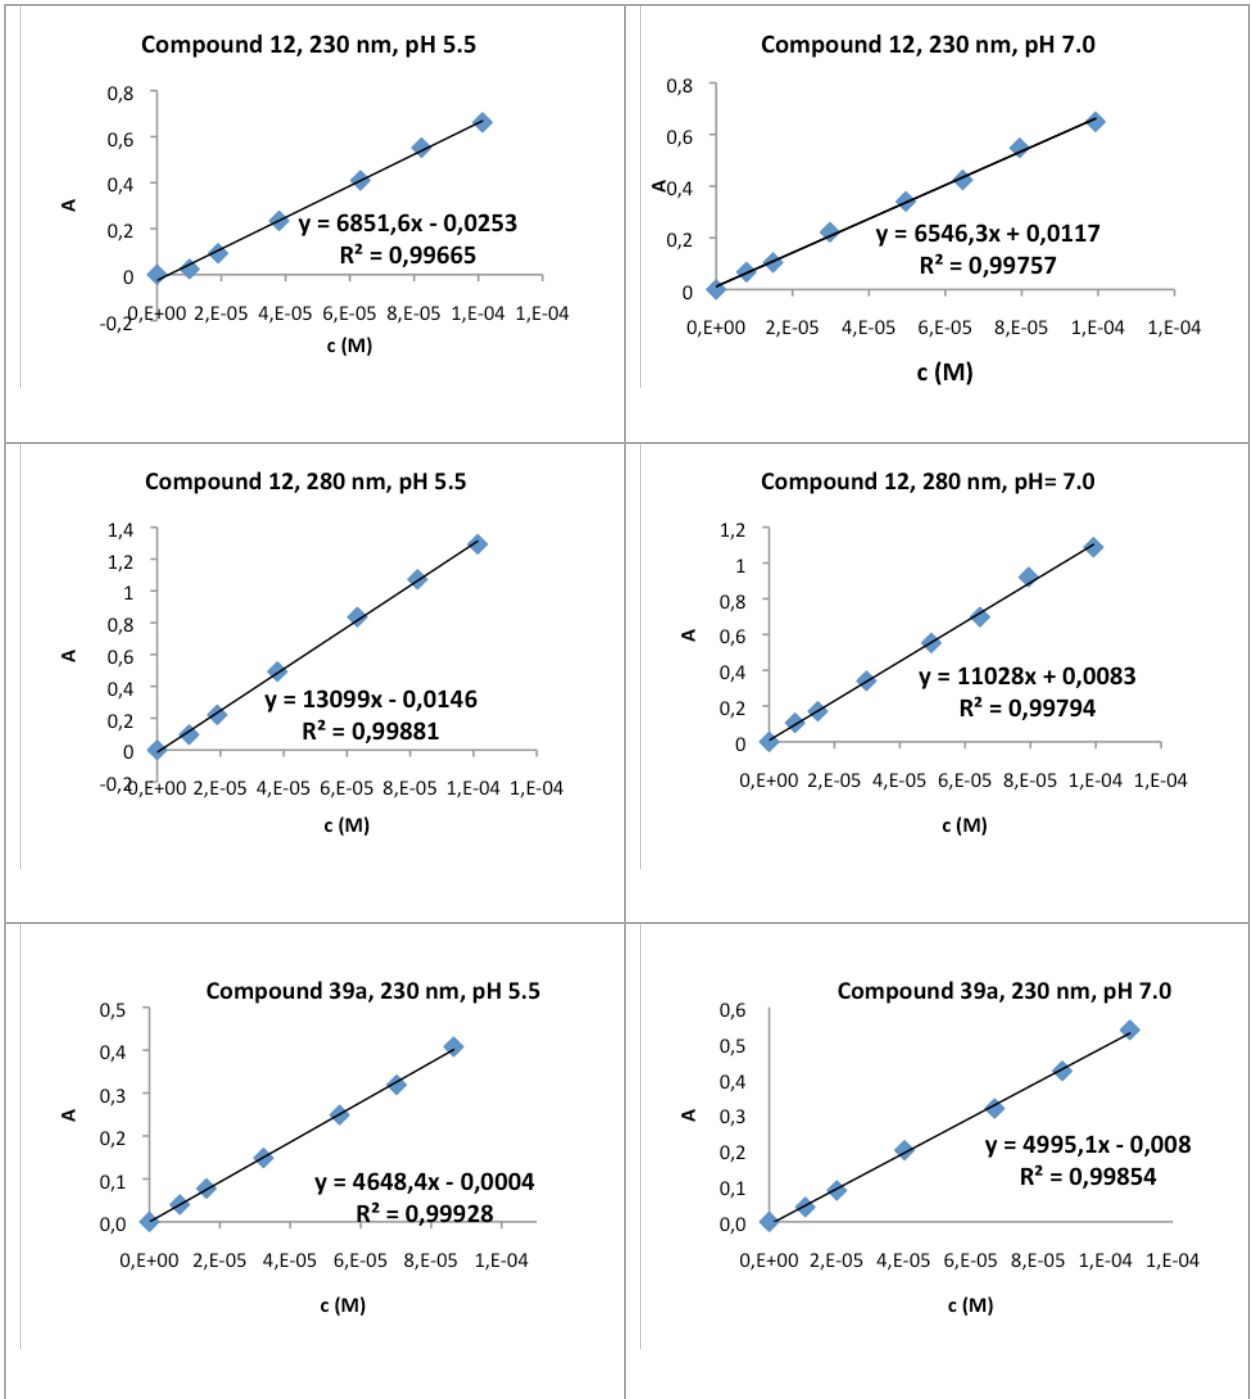 Compound 12, 230 nm, pH 5.5
0,8
0,6
0,4
0,2
0
-0,2
A
y = 6851,6x - 0,0253
R² = 0,99665
0,E+00 2,E-05 4,E-05 6,E-05 8,E-05 1,E-04 1,E-04
c (M)
Compound 12, 230 nm, pH 7.0
0,8
0,6
0,4
0,2
0
A
y = 6546,3x + 0,0117
R² = 0,99757
0,E+00 2,E-05 4,E-05 6,E-05 8,E-05 1,E-04 1,E-04
c (M)
Compound 12, 280 nm, pH 5.5
1,4
1,2
1
0,8
0,6
0,4
0,2
0
-0,2
A
y = 13099x - 0,0146
R² = 0,99881
0,E+00 2,E-05 4,E-05 6,E-05 8,E-05 1,E-04 1,E-04
c (M)
Compound 12, 280 nm, pH= 7.0
1,2
1
0,8
0,6
0,4
0,2
0
A
y = 11028x + 0,0083
R² = 0,99794
0,E+00 2,E-05 4,E-05 6,E-05 8,E-05 1,E-04 1,E-04
c (M)
Compound 39a, 230 nm, pH 5.5
0,5
0,4
0,3
0,2
0,1
0,0
A
y = 4648,4x - 0,0004
R² = 0,99928
0,E+00 2,E-05 4,E-05 6,E-05 8,E-05 1,E-04
c (M)
Compound 39a, 230 nm, pH 7.0
0,6
0,5
0,4
0,3
0,2
0,1
0,0
A
y = 4995,1x - 0,008
R² = 0,99854
0,E+00 2,E-05 4,E-05 6,E-05 8,E-05 1,E-04 1,E-04
c (M)